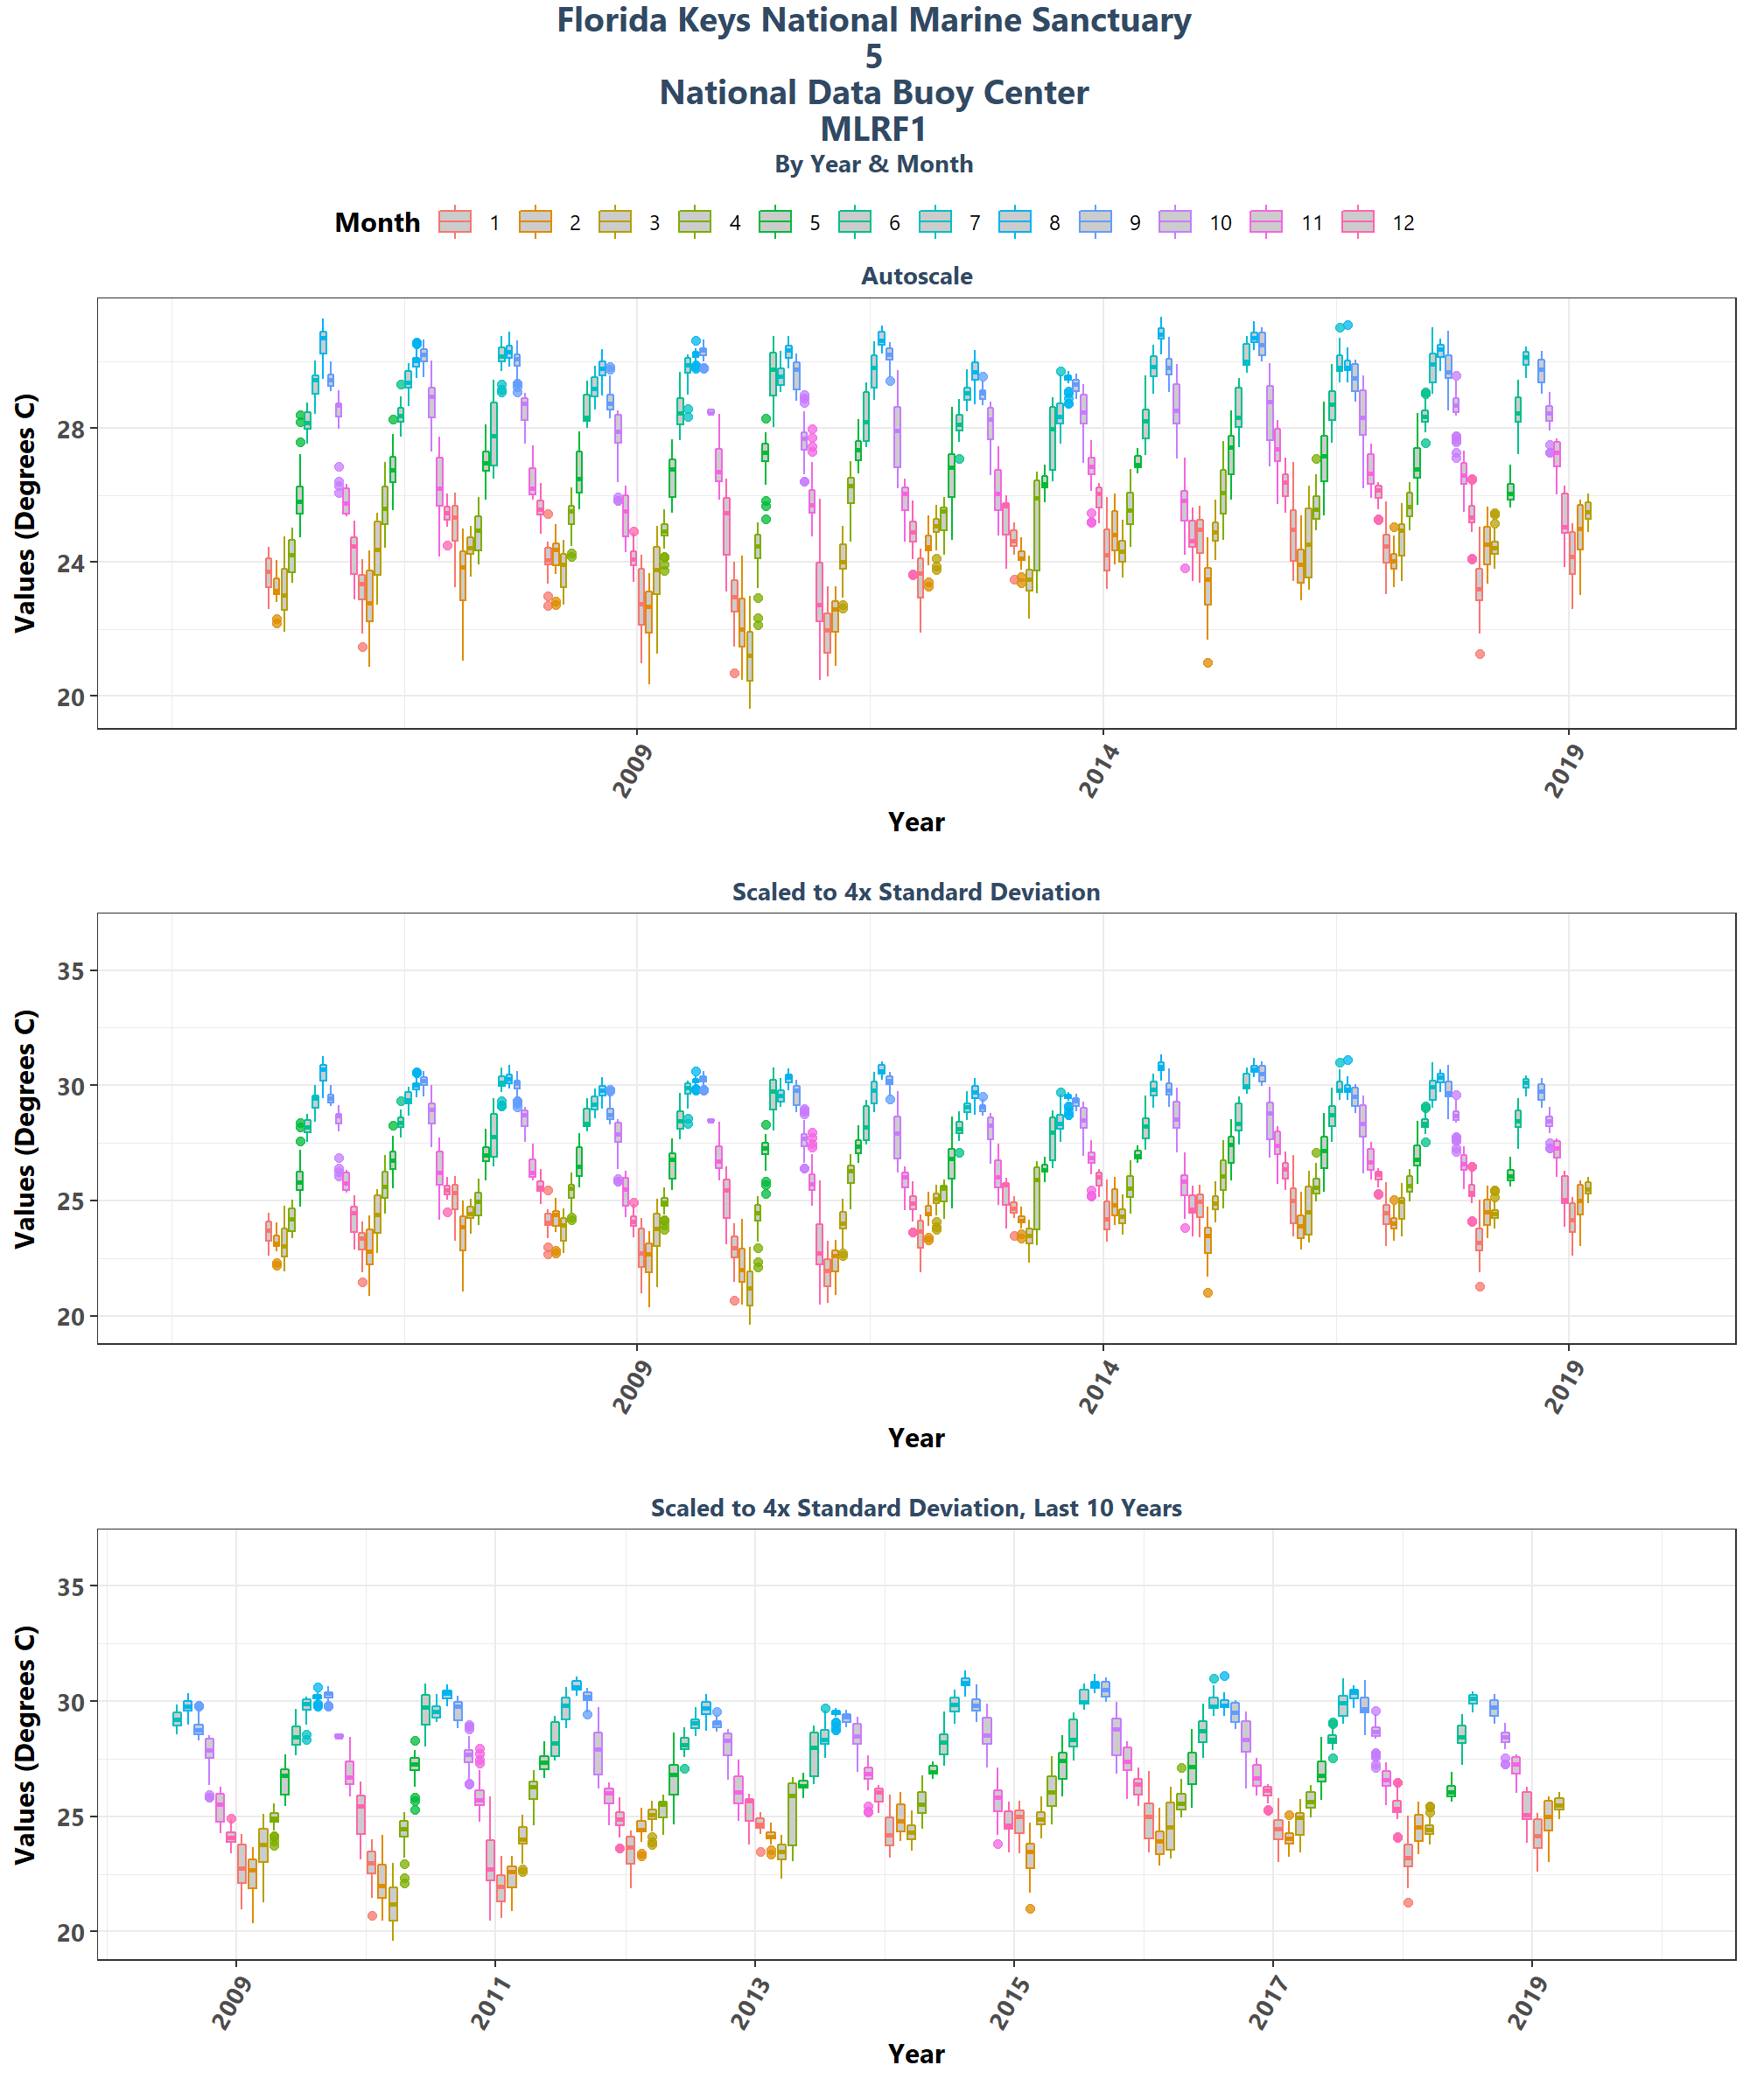 Florida Keys National Marine Sanctuary
5
National Data Buoy Center
MLRF1
By Year & Month
Month 1 2 3 4 5 6 7 8 9 10 11 12
Autoscale
Values (Degrees C)
28
24
20
2009 2014 2019
Year
Scaled to 4x Standard Deviation
Values (Degrees C)
35
30
25
20
2009 2014 2019
Year
Scaled to 4x Standard Deviation, Last 10 Years
Values (Degrees C)
35
30
25
20
2009 2011 2013 2015 2017 2019
Year